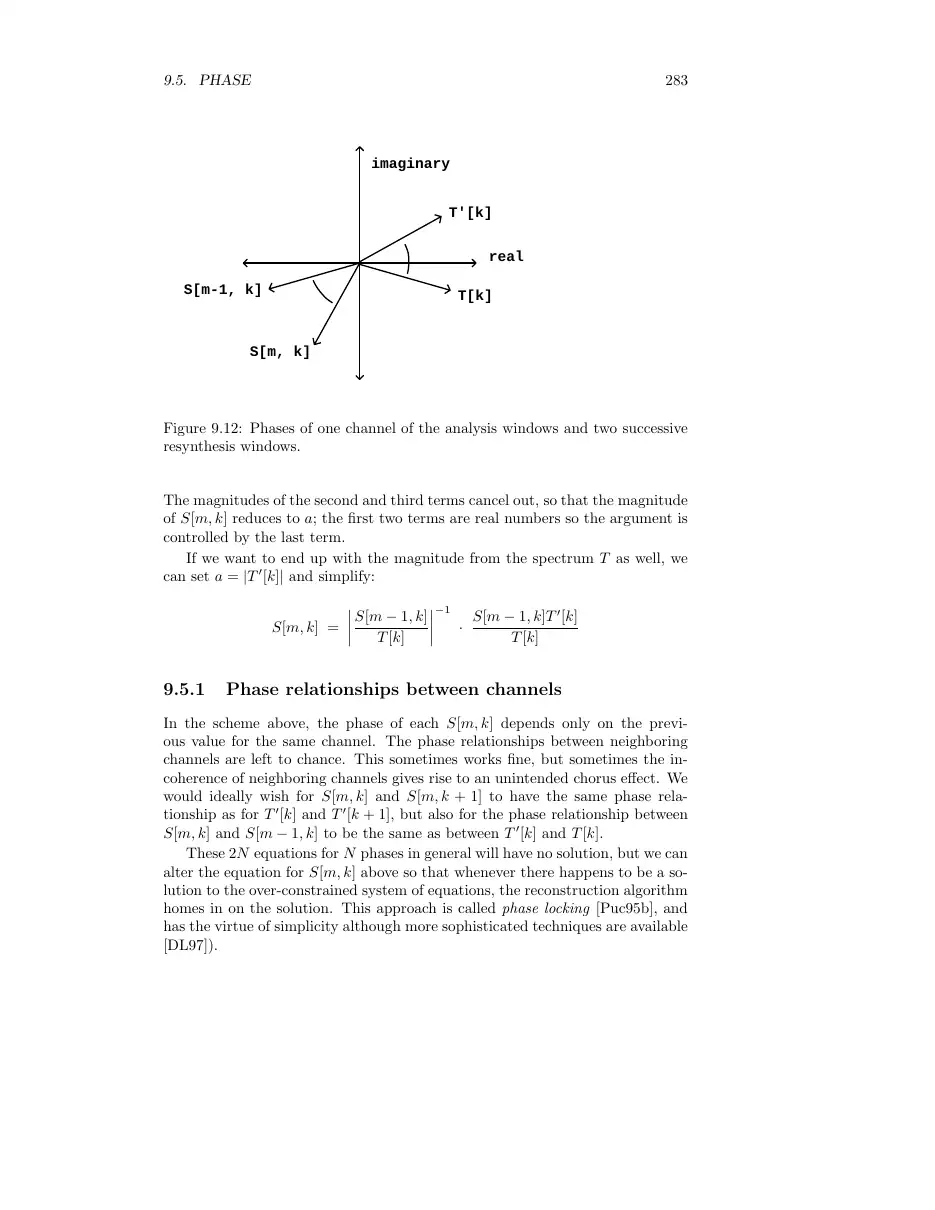 9.5. PHASE 283
imaginary
T'[k]
real
S[m-1, k]
T[k]
S[m, k]
Figure 9.12: Phases of one channel of the analysis windows and two successive
resynthesis windows.
The magnitudes of the second and third terms cancel out, so that the magnitude
of S[m, k] reduces to a; the first two terms are real numbers so the argument is
controlled by the last term.
If we want to end up with the magnitude from the spectrum T as well, we
can set a = |T′[k]| and simplify:
S[m, k] = |S[m − 1, k] / T[k]|⁻¹ · S[m − 1, k]T′[k] / T[k]
9.5.1 Phase relationships between channels
In the scheme above, the phase of each S[m, k] depends only on the previ-
ous value for the same channel. The phase relationships between neighboring
channels are left to chance. This sometimes works fine, but sometimes the in-
coherence of neighboring channels gives rise to an unintended chorus effect. We
would ideally wish for S[m, k] and S[m, k + 1] to have the same phase rela-
tionship as for T′[k] and T′[k + 1], but also for the phase relationship between
S[m, k] and S[m − 1, k] to be the same as between T′[k] and T[k].
These 2N equations for N phases in general will have no solution, but we can
alter the equation for S[m, k] above so that whenever there happens to be a so-
lution to the over-constrained system of equations, the reconstruction algorithm
homes in on the solution. This approach is called phase locking [Puc95b], and
has the virtue of simplicity although more sophisticated techniques are available
[DL97]).